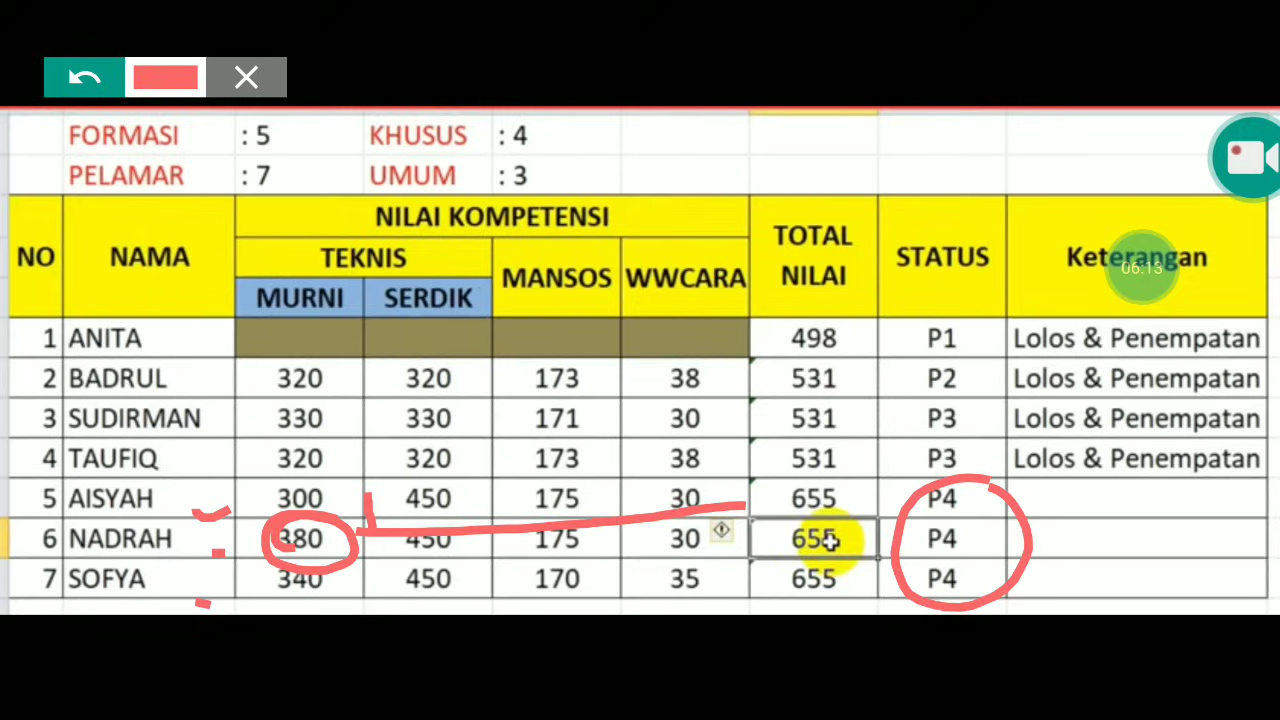 FORMASI : 5 KHUSUS : 4
PELAMAR : 7 UMUM : 3
NO NAMA NILAI KOMPETENSI TOTAL NILAI STATUS Keterangan
TEKNIS MANSOS WWCARA
06:13
MURNI SERDIK
1 ANITA 498 P1 Lolos & Penempatan
2 BADRUL 320 320 173 38 531 P2 Lolos & Penempatan
3 SUDIRMAN 330 330 171 30 531 P3 Lolos & Penempatan
4 TAUFIQ 320 320 173 38 531 P3 Lolos & Penempatan
5 AISYAH 300 450 175 30 655 P4
6 NADRAH 380 450 175 30 655 P4
7 SOFYA 340 450 170 35 655 P4